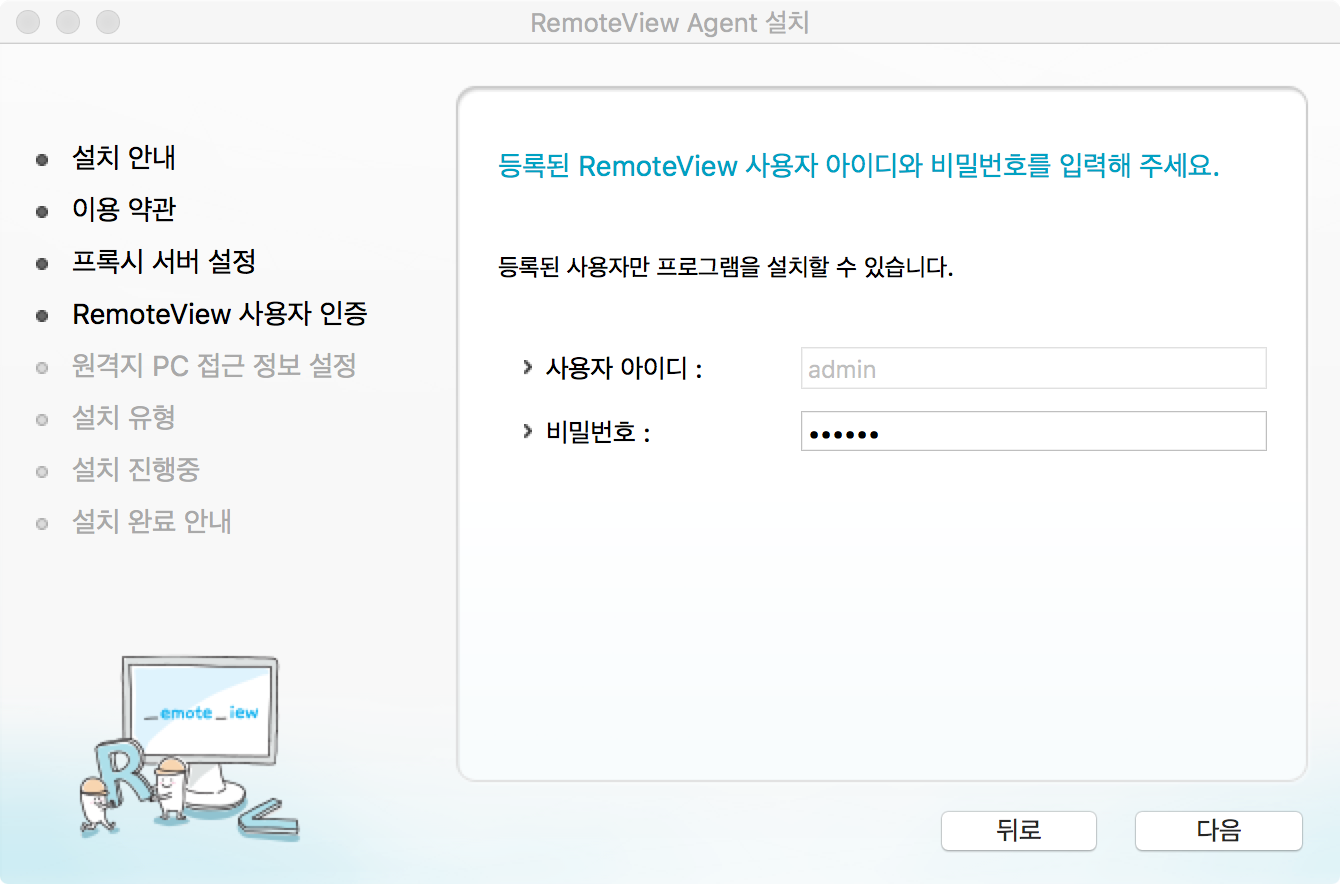 RemoteView Agent 설치
설치 안내
이용 약관
프록시 서버 설정
RemoteView 사용자 인증
원격지 PC 접근 정보 설정
설치 유형
설치 진행중
설치 완료 안내
_emote_iew
R
V
등록된 RemoteView 사용자 아이디와 비밀번호를 입력해 주세요.
등록된 사용자만 프로그램을 설치할 수 있습니다.
사용자 아이디 : admin
비밀번호 : ••••••
뒤로 다음